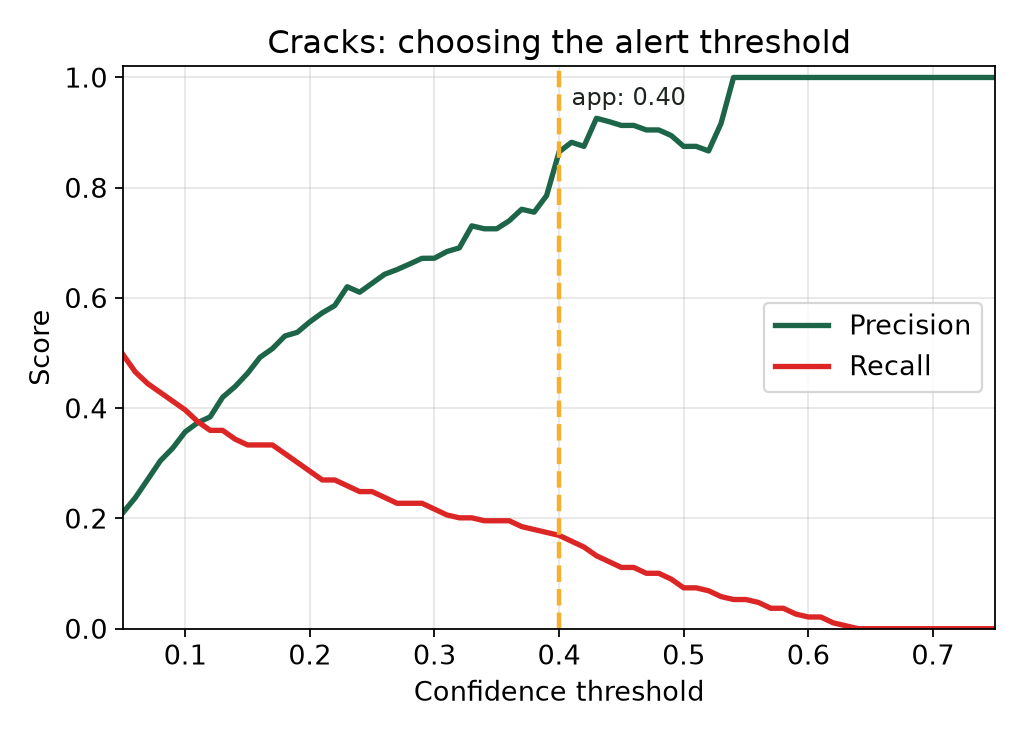 Cracks: choosing the alert threshold
1.0
app: 0.40
0.8
0.6
Precision
Recall
Score
0.4
0.2
0.0
0.1 0.2 0.3 0.4 0.5 0.6 0.7
Confidence threshold